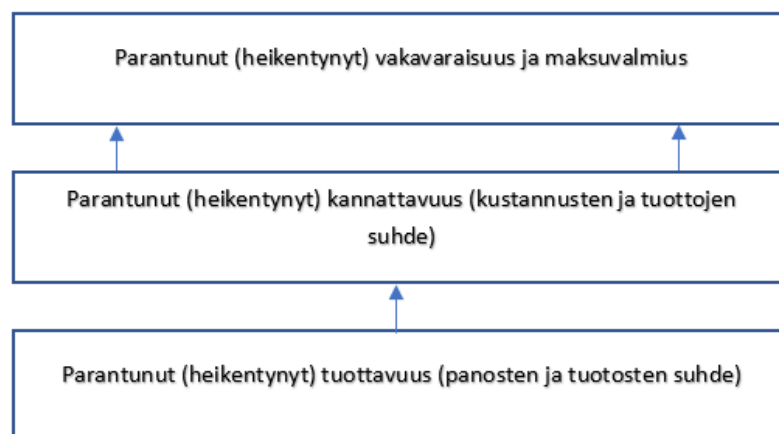 Parantunut (heikentynyt) vakavaraisuus ja maksuvalmius
Parantunut (heikentynyt) kannattavuus (kustannusten ja tuottojen
suhde)
Parantunut (heikentynyt) tuottavuus (panosten ja tuotosten suhde)